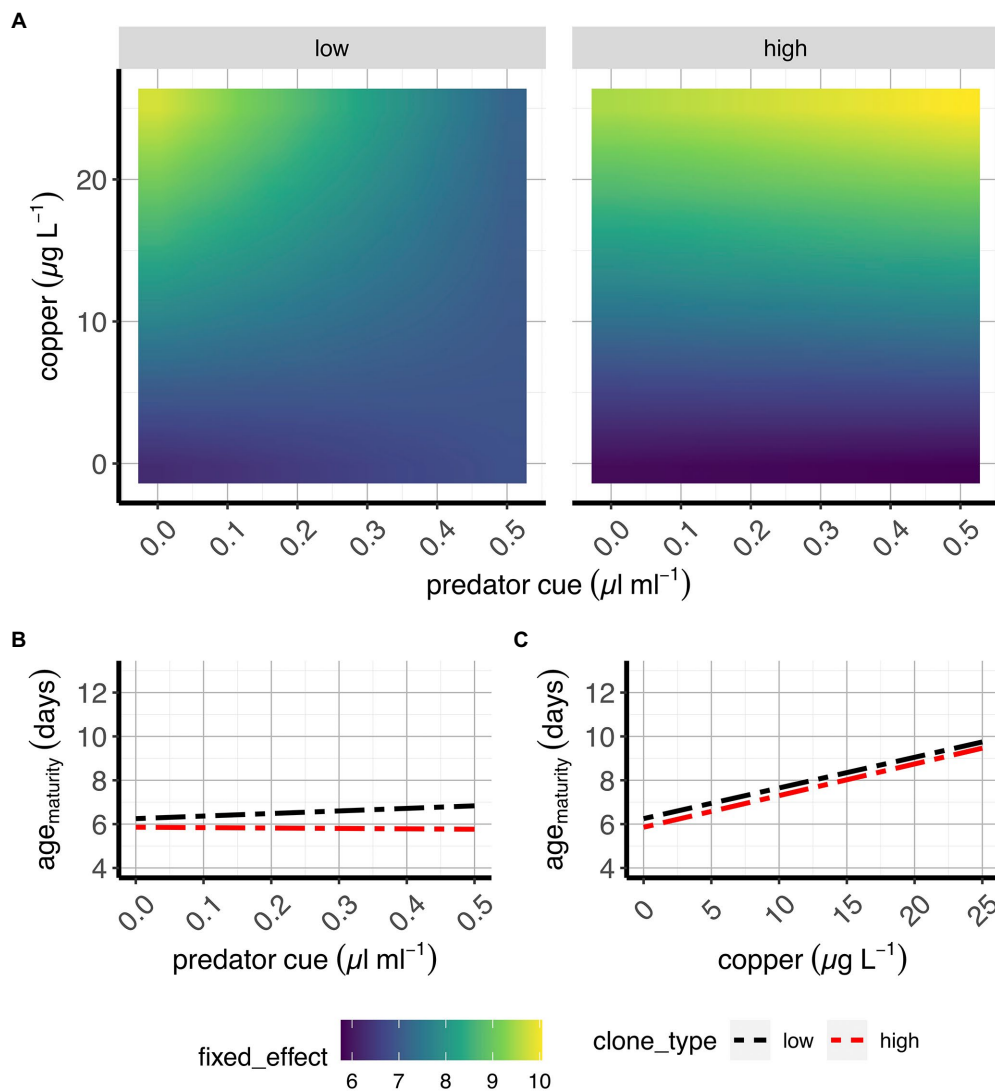 A
low high
copper (µg L⁻¹)
20
10
0
0.0 0.1 0.2 0.3 0.4 0.5 0.0 0.1 0.2 0.3 0.4 0.5
predator cue (µl ml⁻¹)
B
age_maturity (days)
12
10
8
6
4
0.0 0.1 0.2 0.3 0.4 0.5
predator cue (µl ml⁻¹)
C
age_maturity (days)
12
10
8
6
4
0 5 10 15 20 25
copper (µg L⁻¹)
fixed_effect
6 7 8 9 10
clone_type low high